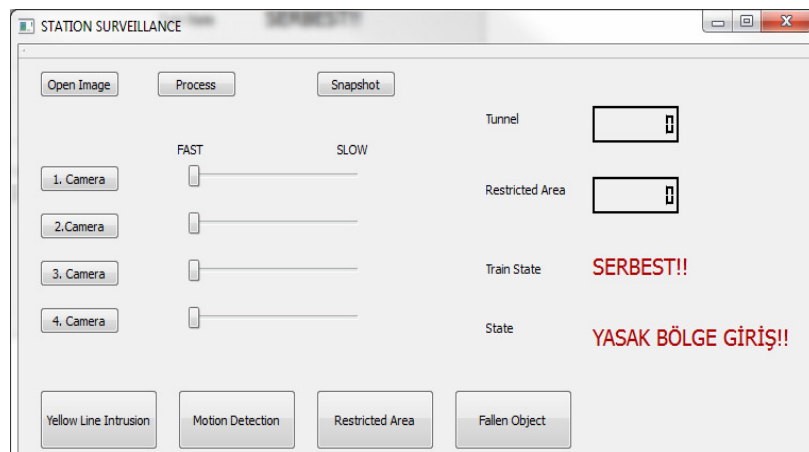 STATION SURVEILLANCE
SERBEST!!
Open Image
Process
Snapshot
Tunnel
0
FAST
SLOW
1. Camera
Restricted Area
0
2.Camera
3. Camera
Train State
SERBEST!!
4. Camera
State
YASAK BÖLGE GİRİŞ!!
Yellow Line Intrusion
Motion Detection
Restricted Area
Fallen Object